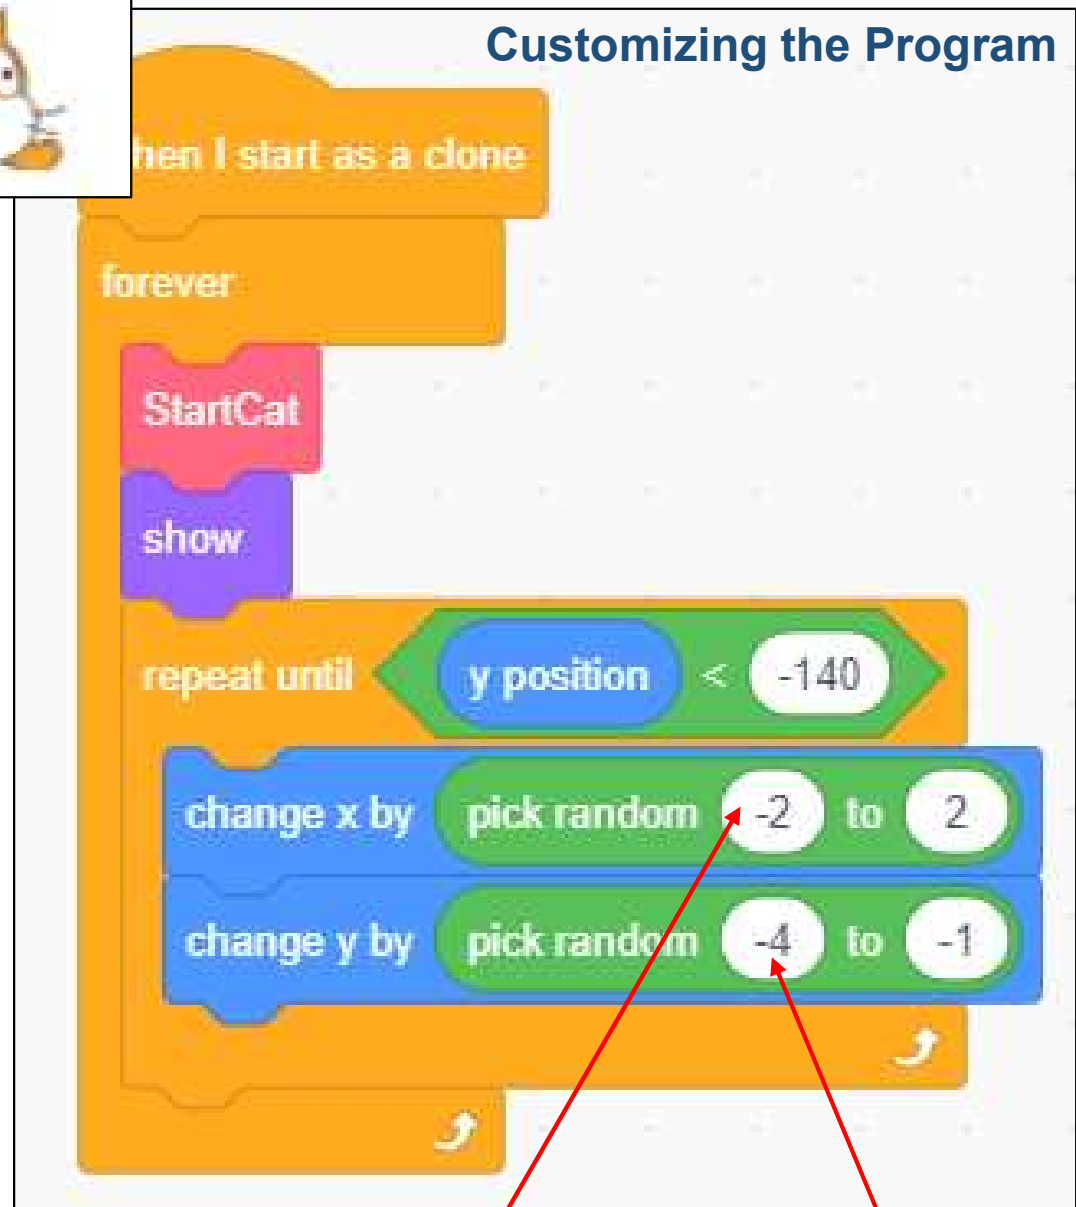 Customizing the Program
hen I start as a clone
forever
StartCat
show
repeat until y position < -140
change x by pick random -2 to 2
change y by pick random -4 to -1